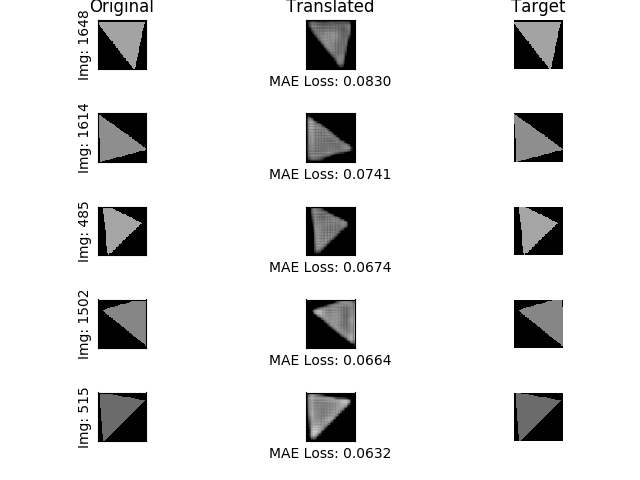 Original Translated Target
Img: 1648
MAE Loss: 0.0830
Img: 1614
MAE Loss: 0.0741
Img: 485
MAE Loss: 0.0674
Img: 1502
MAE Loss: 0.0664
Img: 515
MAE Loss: 0.0632